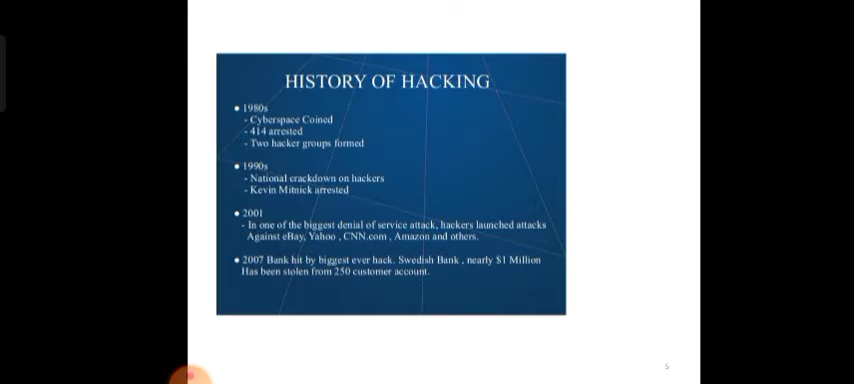 HISTORY OF HACKING
● 1980s
- Cyberspace Coined
- 414 arrested
- Two hacker groups formed
● 1990s
- National crackdown on hackers
- Kevin Mitnick arrested
● 2001
- In one of the biggest denial of service attack, hackers launched attacks
Against eBay, Yahoo , CNN.com , Amazon and others.
● 2007 Bank hit by biggest ever hack. Swedish Bank , nearly $1 Million
Has been stolen from 250 customer account.
5